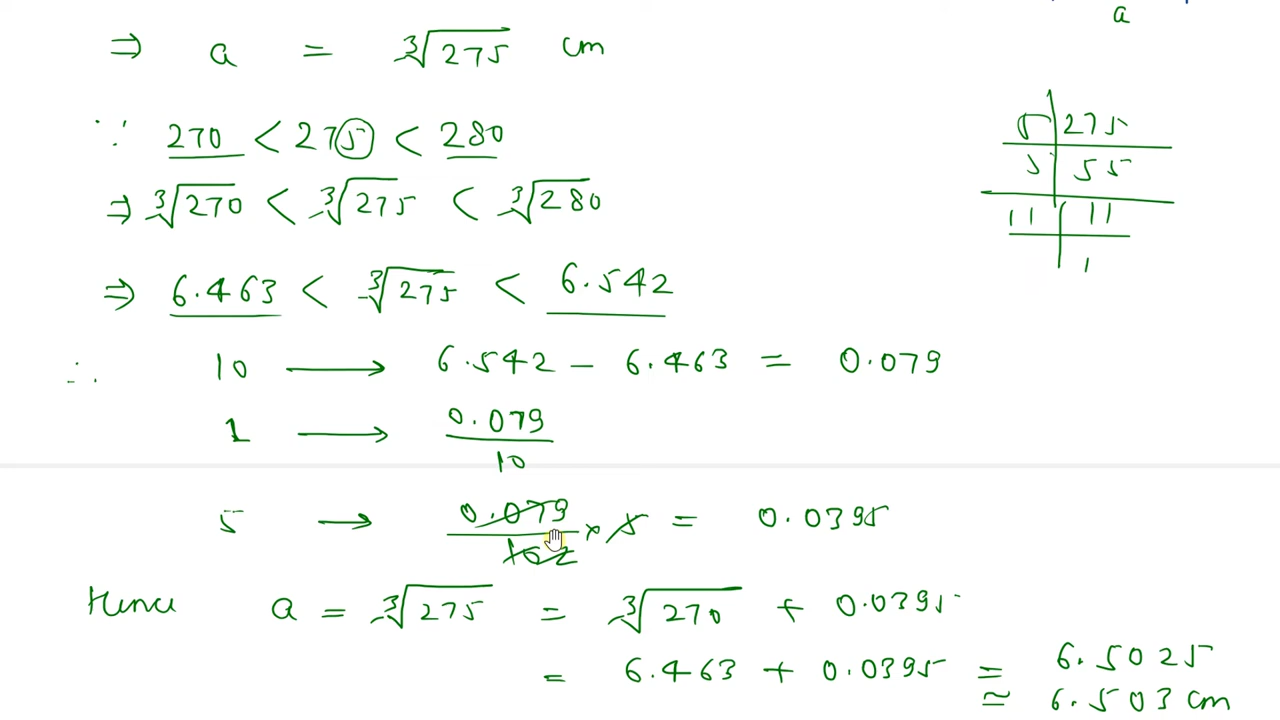 a
⇒ a = ∛275 cm
∵ 270 < 275 < 280
⇒ ∛270 < ∛275 < ∛280
⇒ 6.463 < ∛275 < 6.542
∴ 10 → 6.542 − 6.463 = 0.079
1 → 0.079/10
5 → 0.079/10 2 × 5 = 0.0395
Hence a = ∛275 = ∛270 + 0.0395
= 6.463 + 0.0395 = 6.5025
≃ 6.503 cm
5 | 275
5 | 55
11 | 11
1